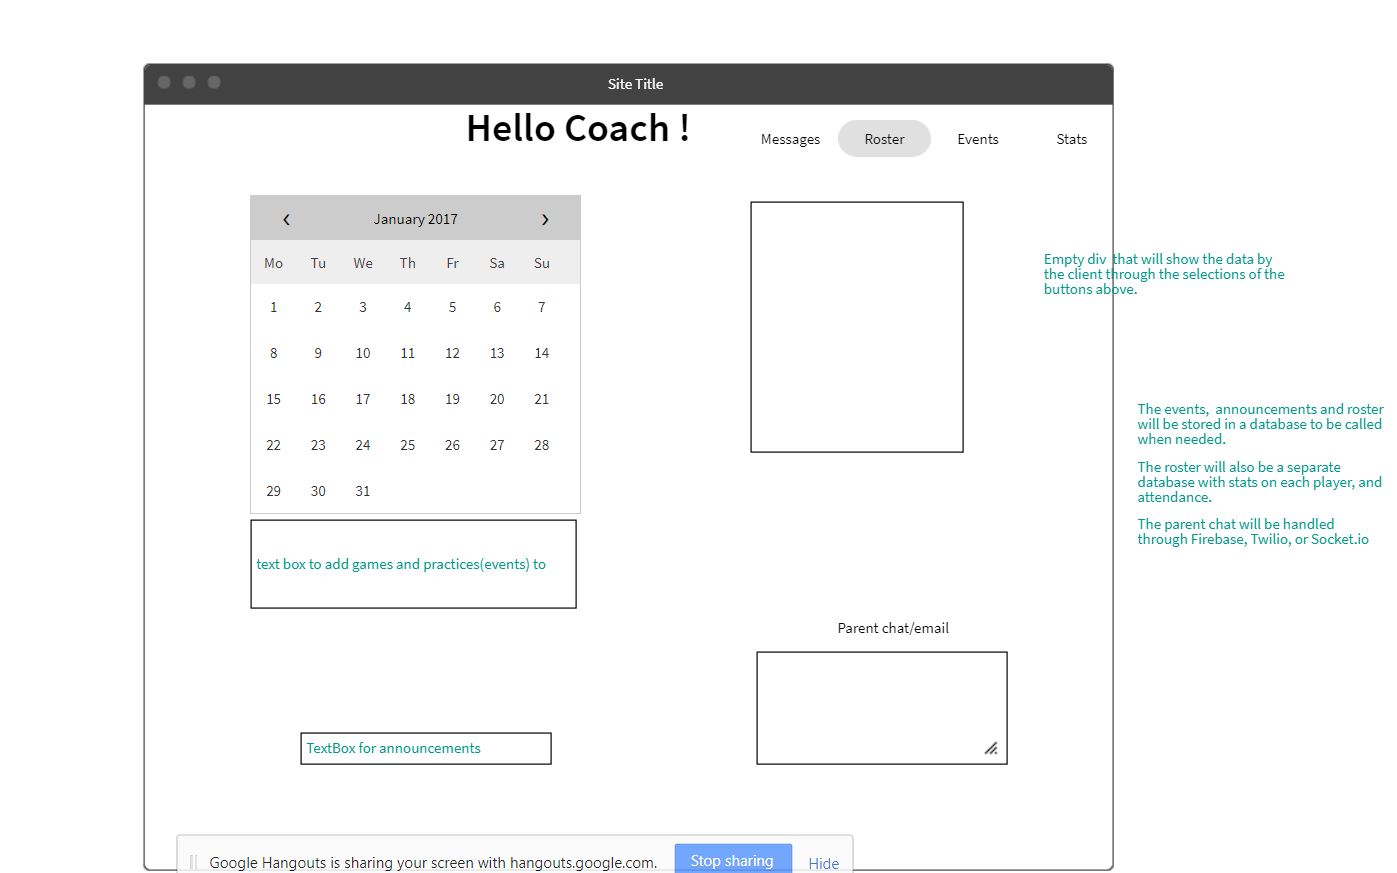 Site Title
Hello Coach !
Messages Roster Events Stats
‹ January 2017 ›
Mo Tu We Th Fr Sa Su
1 2 3 4 5 6 7
8 9 10 11 12 13 14
15 16 17 18 19 20 21
22 23 24 25 26 27 28
29 30 31
text box to add games and practices(events) to
TextBox for announcements
Empty div that will show the data by
the client through the selections of the
buttons above.
The events, announcements and roster
will be stored in a database to be called
when needed.
The roster will also be a separate
database with stats on each player, and
attendance.
The parent chat will be handled
through Firebase, Twilio, or Socket.io
Parent chat/email
Google Hangouts is sharing your screen with hangouts.google.com. Stop sharing Hide